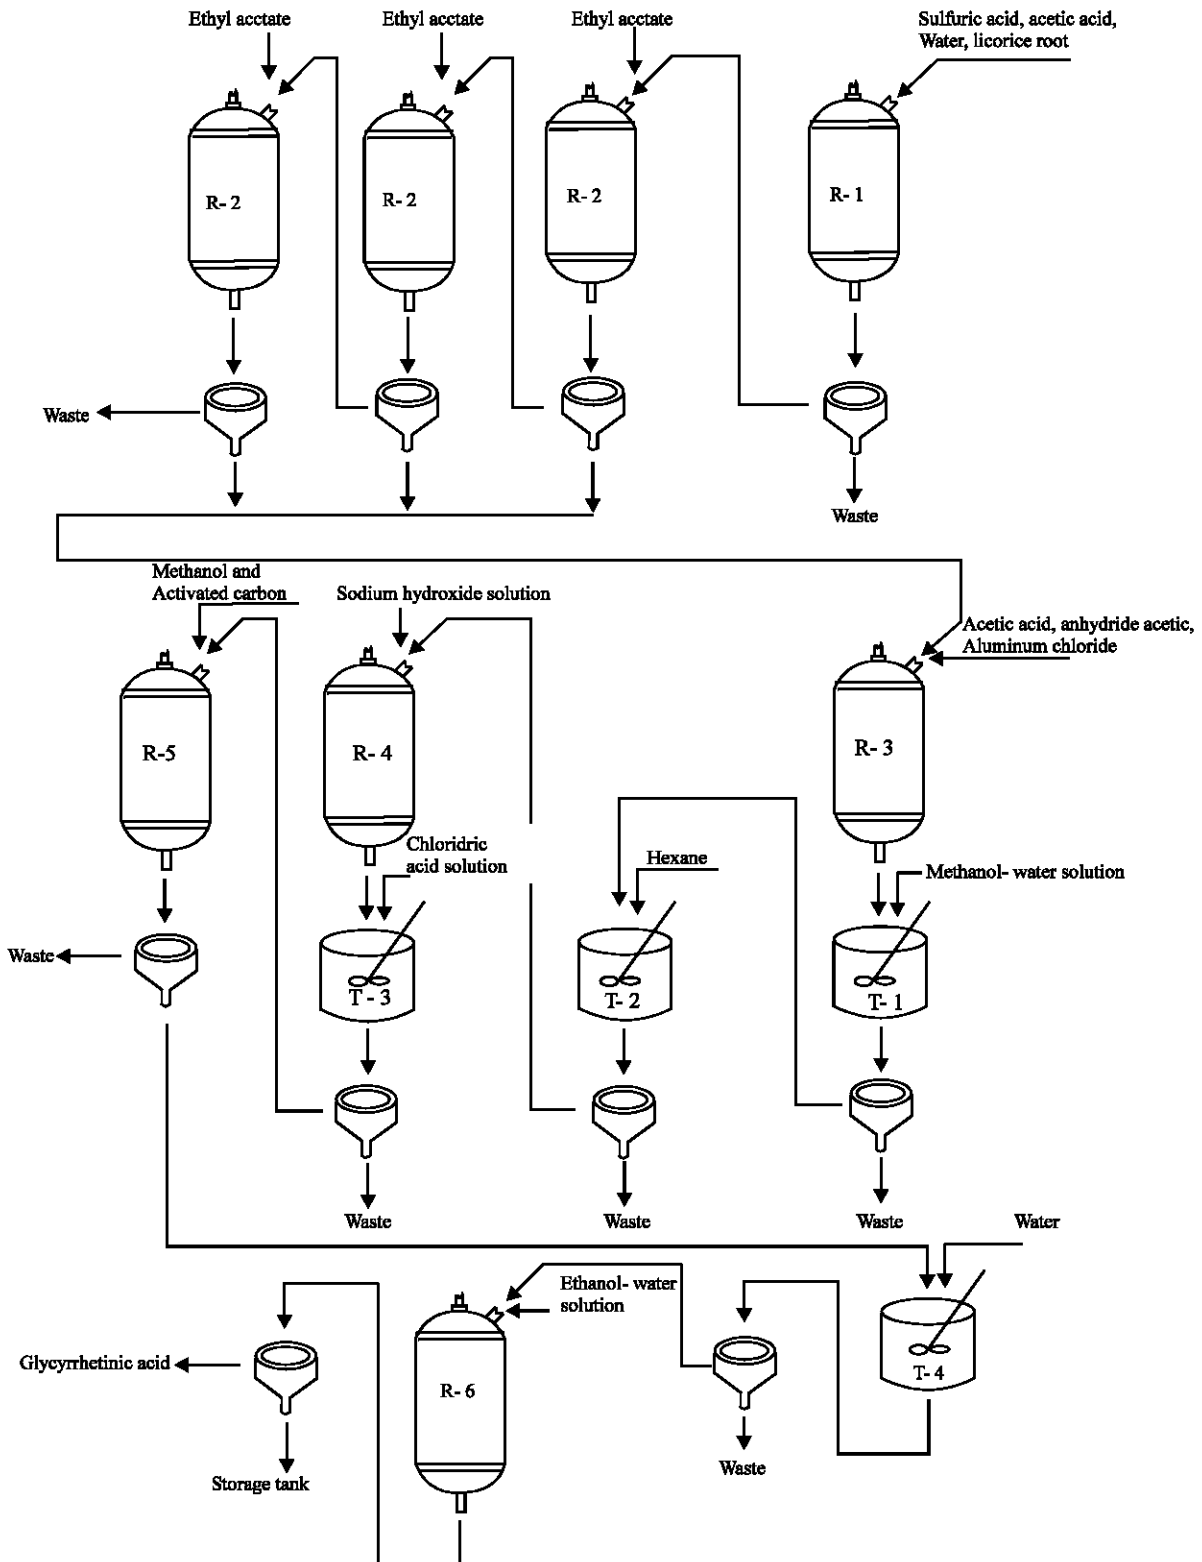 Ethyl acctate
Ethyl acctate
Ethyl acctate
Sulfuric acid, acetic acid,
Water, licorice root
R- 2
R- 2
R- 2
R- 1
Waste
Waste
Methanol and
Activated carbon
Sodium hydroxide solution
Acetic acid, anhydride acetic,
Aluminum chloride
R-5
R- 4
R- 3
Chloridric
acid solution
Hexane
Methanol- water solution
Waste
T - 3
T- 2
T- 1
Waste
Waste
Waste
Water
Ethanol- water
solution
Glycyrrhetinic acid
R- 6
T- 4
Storage tank
Waste